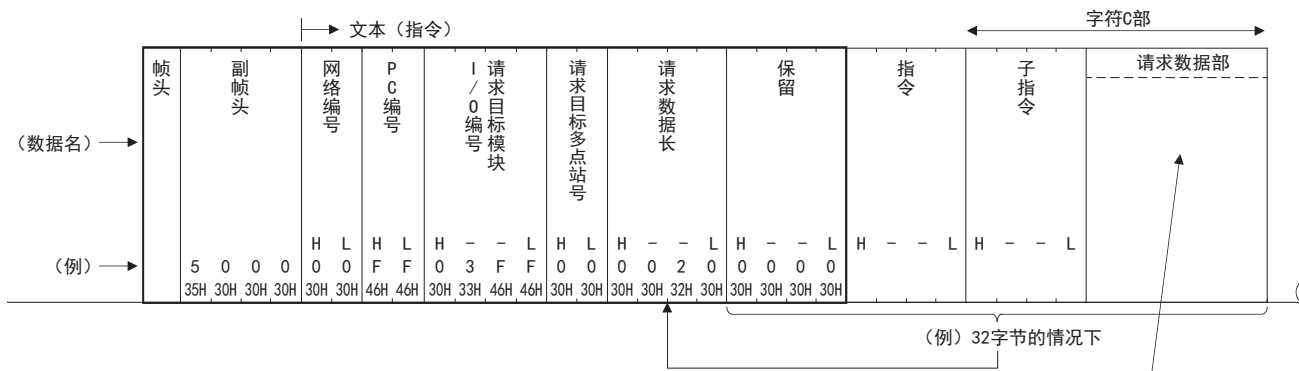 文本（指令）
字符C部
帧头
副帧头
网络编号
PC编号
请求目标模块
I/O编号
请求目标多点站号
请求数据长
保留
指令
子指令
请求数据部
（数据名）
H L H L H - - L H L H - - L H - - L H - - L H - - L
（例） 5 0 0 0 0 0 F F 0 3 F F 0 0 0 0 2 0 0 0 0 0
35H 30H 30H 30H 30H 30H 46H 46H 30H 33H 46H 46H 30H 30H 30H 30H 32H 30H 30H 30H 30H 30H
（例）32字节的情况下